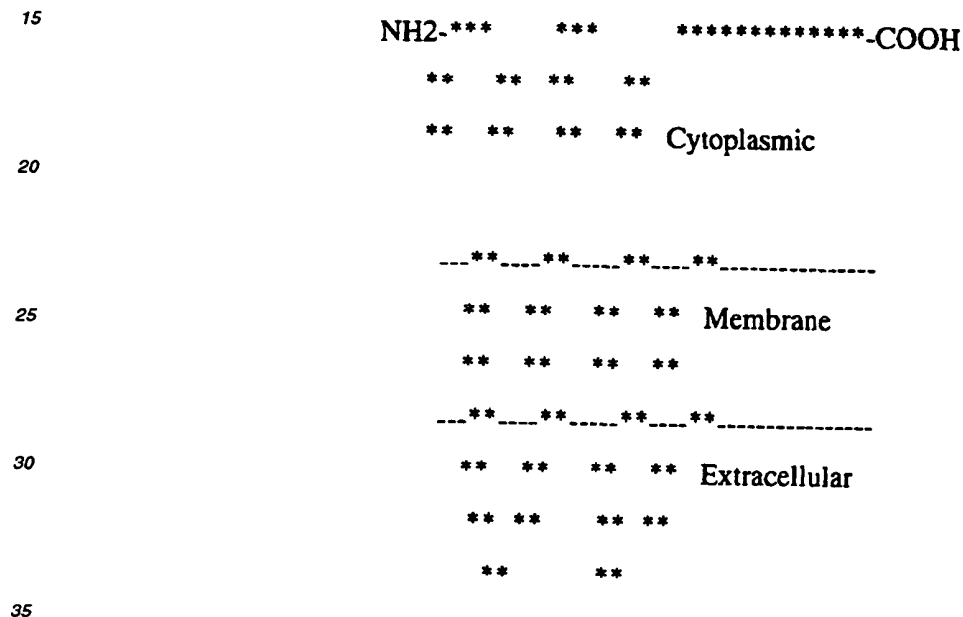 15
NH2-*** *** *************-COOH
** ** ** **
** ** ** ** Cytoplasmic
20
---**----**-----**----**----------------
25
** ** ** ** Membrane
** ** ** **
---**----**-----**----**----------------
30
** ** ** ** Extracellular
** ** ** **
** **
35